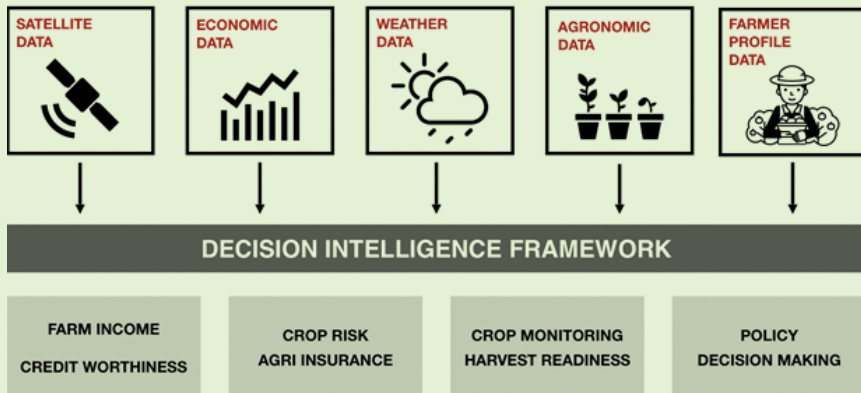 SATELLITE
DATA
ECONOMIC
DATA
WEATHER
DATA
AGRONOMIC
DATA
FARMER
PROFILE
DATA
DECISION INTELLIGENCE FRAMEWORK
FARM INCOME
CREDIT WORTHINESS
CROP RISK
AGRI INSURANCE
CROP MONITORING
HARVEST READINESS
POLICY
DECISION MAKING